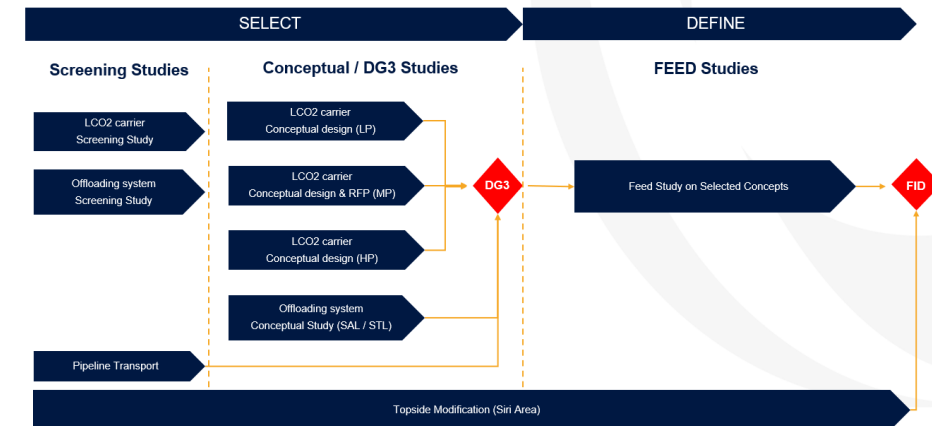 SELECT
DEFINE
Screening Studies
Conceptual / DG3 Studies
FEED Studies
LCO2 carrier
Screening Study
Offloading system
Screening Study
LCO2 carrier
Conceptual design (LP)
LCO2 carrier
Conceptual design & RFP (MP)
LCO2 carrier
Conceptual design (HP)
Offloading system
Conceptual Study (SAL / STL)
DG3
Feed Study on Selected Concepts
FID
Pipeline Transport
Topside Modification (Siri Area)